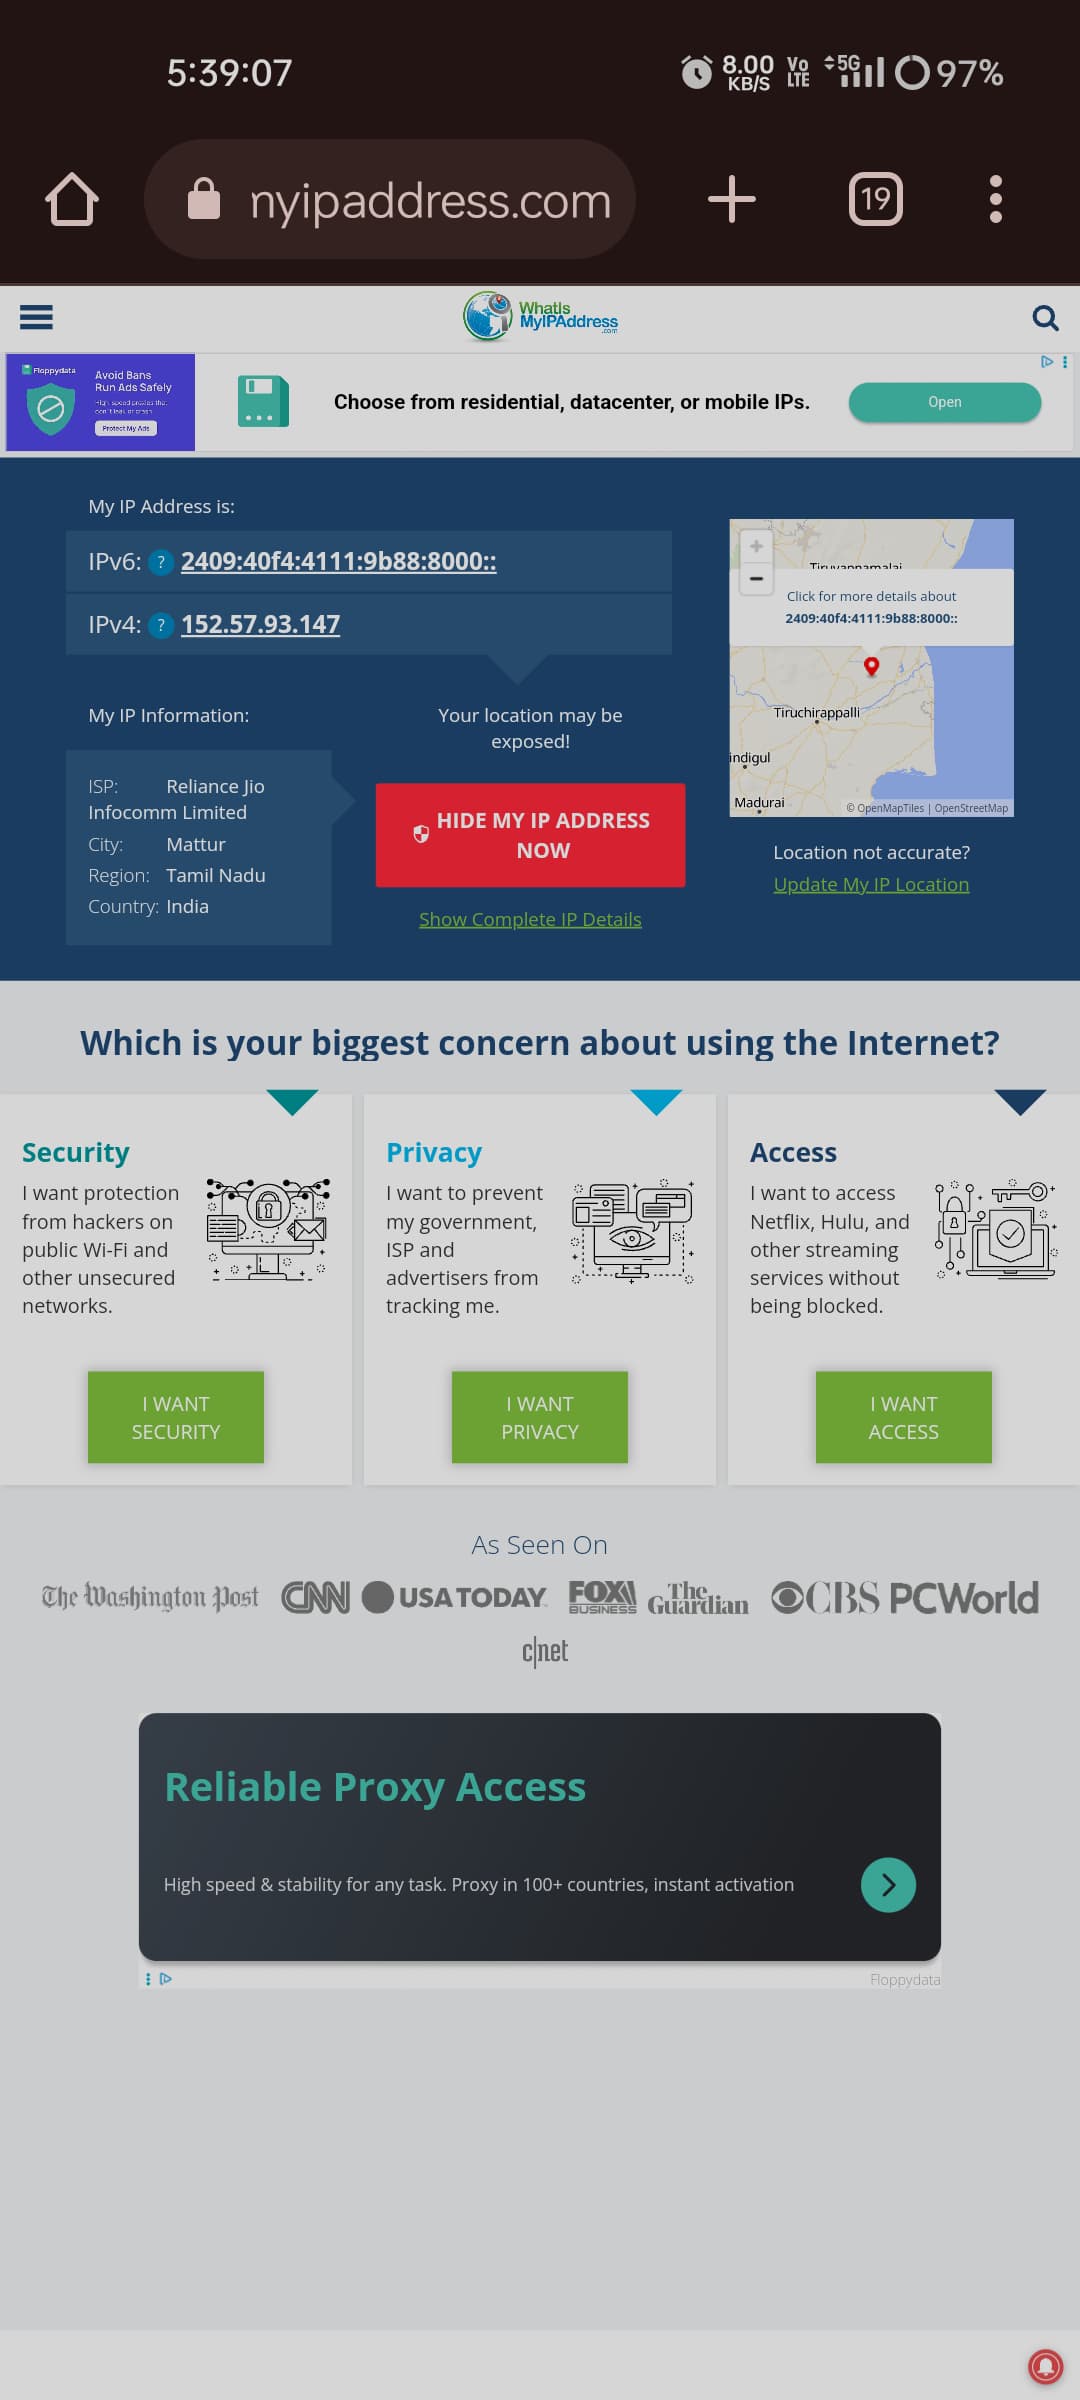 5:39:07
8.00 KB/S Vo LTE 5G 97%
nyipaddress.com
19
WhatIs
MyIPAddress
.com
Floppydata
Avoid Bans
Run Ads Safely
High-speed proxies that
don't leak or crash
Protect My Ads
Choose from residential, datacenter, or mobile IPs.
Open
My IP Address is:
IPv6: ? 2409:40f4:4111:9b88:8000::
IPv4: ? 152.57.93.147
Tiruvannamalai
Click for more details about
2409:40f4:4111:9b88:8000::
Tiruchirappalli
indigul
Madurai
© OpenMapTiles | OpenStreetMap
My IP Information:
ISP: Reliance Jio
Infocomm Limited
City: Mattur
Region: Tamil Nadu
Country: India
Your location may be
exposed!
HIDE MY IP ADDRESS
NOW
Show Complete IP Details
Location not accurate?
Update My IP Location
Which is your biggest concern about using the Internet?
Security
I want protection
from hackers on
public Wi-Fi and
other unsecured
networks.
I WANT
SECURITY
Privacy
I want to prevent
my government,
ISP and
advertisers from
tracking me.
I WANT
PRIVACY
Access
I want to access
Netflix, Hulu, and
other streaming
services without
being blocked.
I WANT
ACCESS
As Seen On
The Washington Post CNN USA TODAY FOX BUSINESS The Guardian CBS PCWorld
c|net
Reliable Proxy Access
High speed & stability for any task. Proxy in 100+ countries, instant activation
Floppydata